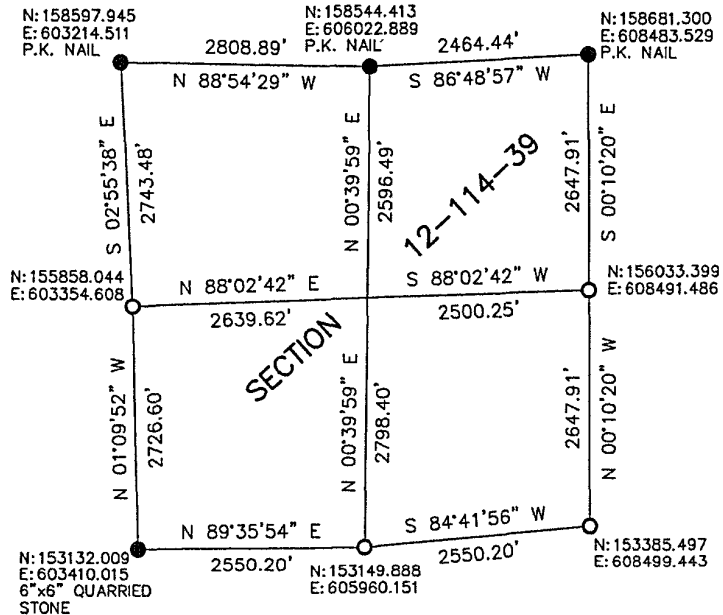 N:158597.945
E:603214.511
P.K. NAIL
N:158544.413
E:606022.889
P.K. NAIL
N:158681.300
E:608483.529
P.K. NAIL
2808.89'
2464.44'
N 88°54'29" W
S 86°48'57" W
S 02°55'38" E
2743.48'
N 00°39'59" E
2596.49'
12-114-39
2647.91'
S 00°10'20" E
N:155858.044
E:603354.608
N 88°02'42" E
2639.62'
S 88°02'42" W
2500.25'
N:156033.399
E:608491.486
SECTION
N 01°09'52" W
2726.60'
N 00°39'59" E
2798.40'
2647.91'
N 00°10'20" W
N 89°35'54" E
2550.20'
S 84°41'56" W
2550.20'
N:153132.009
E:603410.015
6"x6" QUARRIED
STONE
N:153149.888
E:605960.151
N:153385.497
E:608499.443